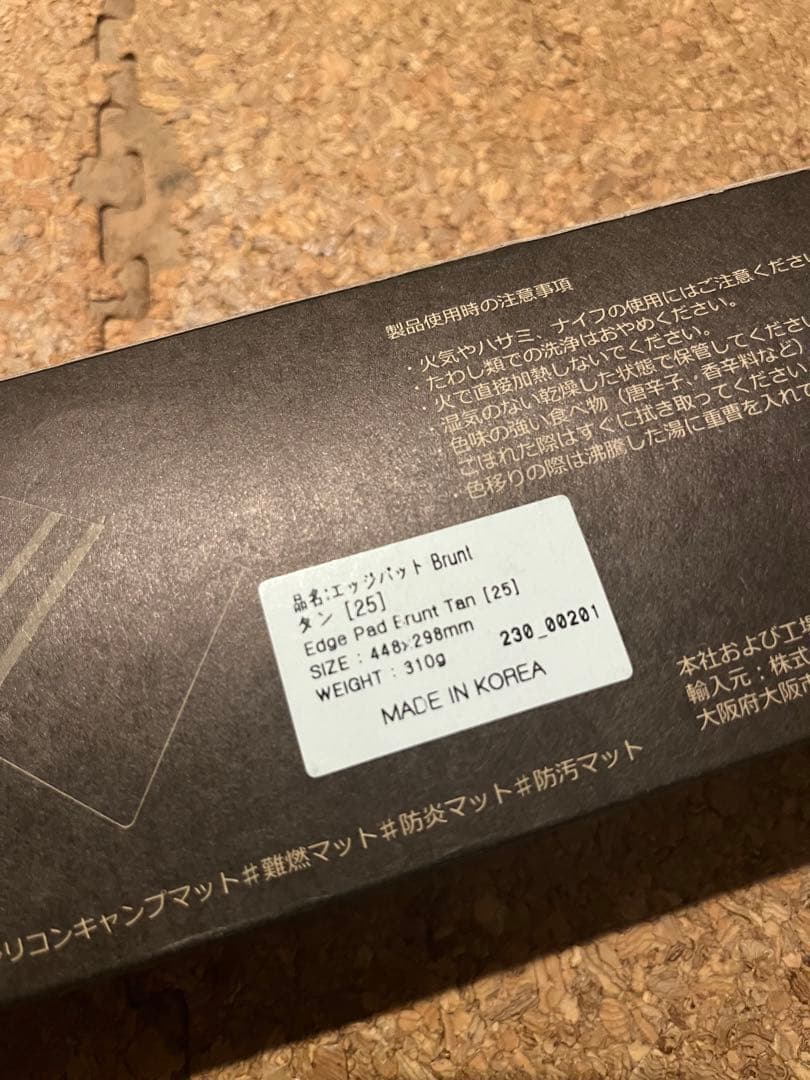 製品使用時の注意事項
・火気やハサミ、ナイフの使用にはご注意くださ
・たわし類での洗浄はおやめください。
・火で直接加熱しないでください。
・湿気のない乾燥した状態で保管してくださ
・色味の強い食べ物（唐辛子、香辛料など）
こぼれた際はすぐに拭き取ってください
・色移りの際は沸騰した湯に重曹を入れて
品名:エッジパット Brunt
タン [25]
Edge Pad Brunt Tan [25]
SIZE : 448x298mm
WEIGHT : 310g
230_00201
MADE IN KOREA
本社および工場
輸入元：株式
大阪府大阪市
リコンキャンプマット#難燃マット#防炎マット#防汚マット